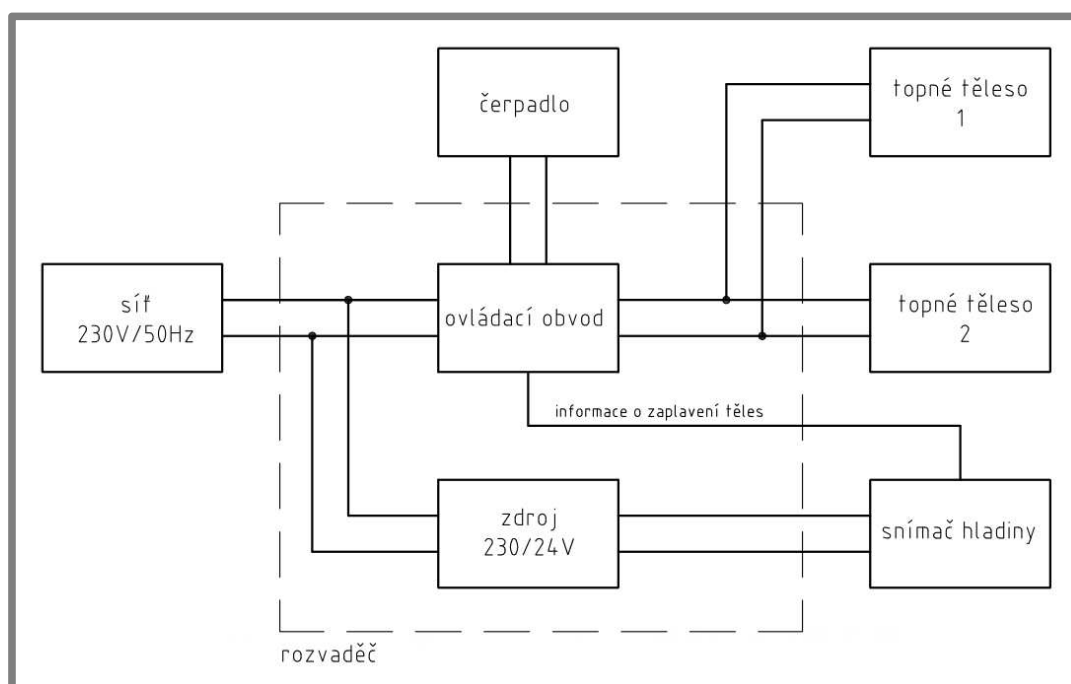 čerpadlo
topné těleso
1
síť
230V/50Hz
ovládací obvod
topné těleso
2
informace o zaplavení těles
zdroj
230/24V
snímač hladiny
rozvaděč